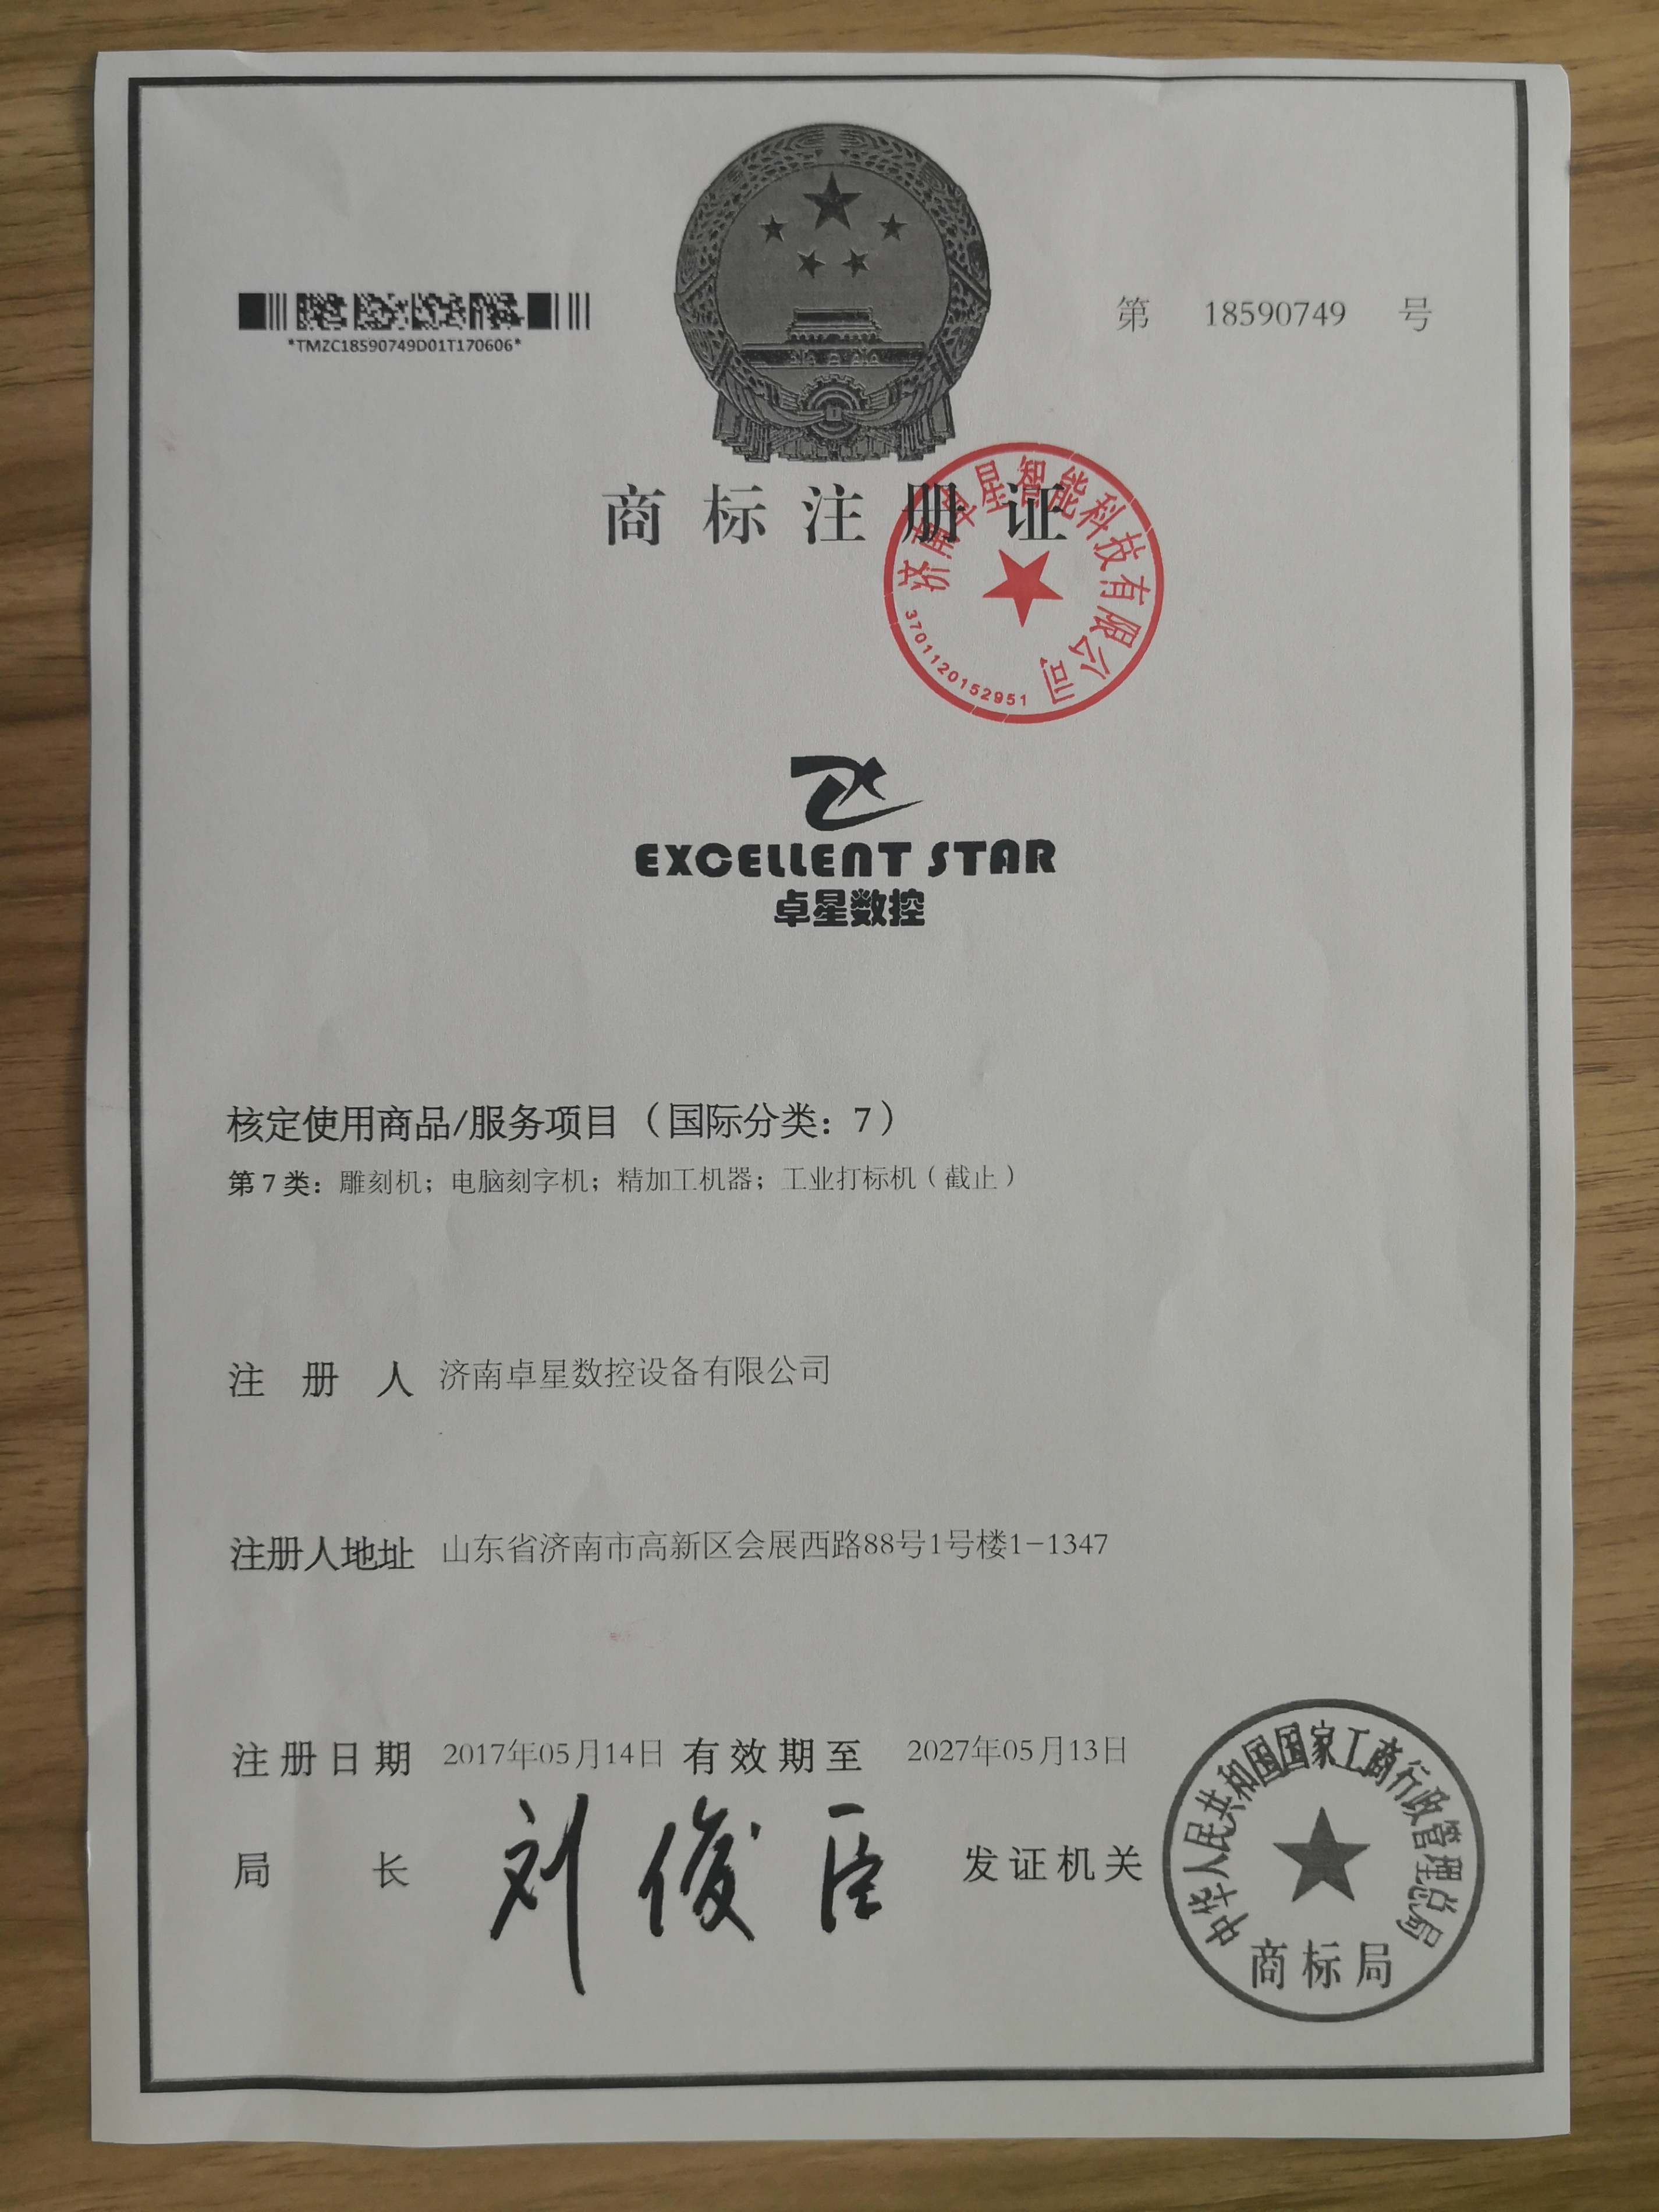 *TMZC18590749D01T170606*
第 18590749 号
商标注册证
济南卓星智能科技有限公司
3701120152951
EXCELLENT STAR
卓星数控
核定使用商品/服务项目（国际分类：7）
第7类：雕刻机；电脑刻字机；精加工机器；工业打标机（截止）
注册人 济南卓星数控设备有限公司
注册人地址 山东省济南市高新区会展西路88号1号楼1-1347
注册日期 2017年05月14日 有效期至 2027年05月13日
局长 刘俊臣 发证机关
中华人民共和国国家工商行政管理总局
商标局